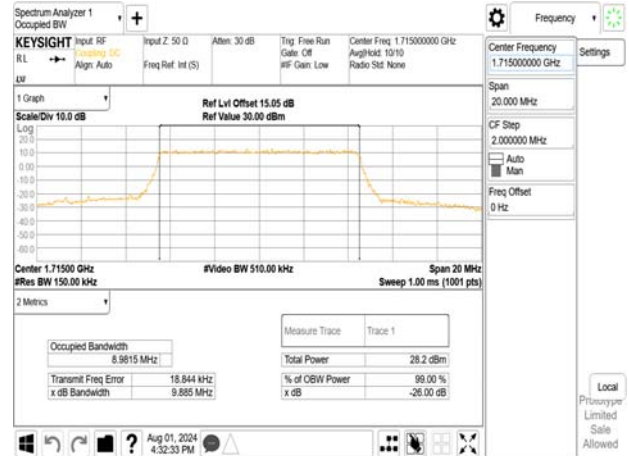 Spectrum Analyzer 1
Occupied BW
Frequency
KEYSIGHT
Input: RF
Coupling: DC
Align: Auto
Input Z: 50 Ω
Freq Ref: Int (S)
Atten: 30 dB
Trig: Free Run
Gate: Off
#IF Gain: Low
Center Freq: 1.715000000 GHz
Avg|Hold: 10/10
Radio Std: None
RL
1 Graph
Scale/Div 10.0 dB
Ref Lvl Offset 15.05 dB
Ref Value 30.00 dBm
Log
20.0
10.0
0.00
-10.0
-20.0
-30.0
-40.0
-50.0
-60.0
Center 1.71500 GHz
#Video BW 510.00 kHz
Span 20 MHz
#Res BW 150.00 kHz
Sweep 1.00 ms (1001 pts)
2 Metrics
Measure Trace
Trace 1
Occupied Bandwidth
8.9815 MHz
Total Power
28.2 dBm
Transmit Freq Error
18.844 kHz
% of OBW Power
99.00 %
x dB Bandwidth
9.885 MHz
x dB
-26.00 dB
Aug 01, 2024
4:32:33 PM
Center Frequency
1.715000000 GHz
Settings
Span
20.000 MHz
CF Step
2.000000 MHz
Auto
Man
Freq Offset
0 Hz
Local
Prototype
Limited
Sale
Allowed